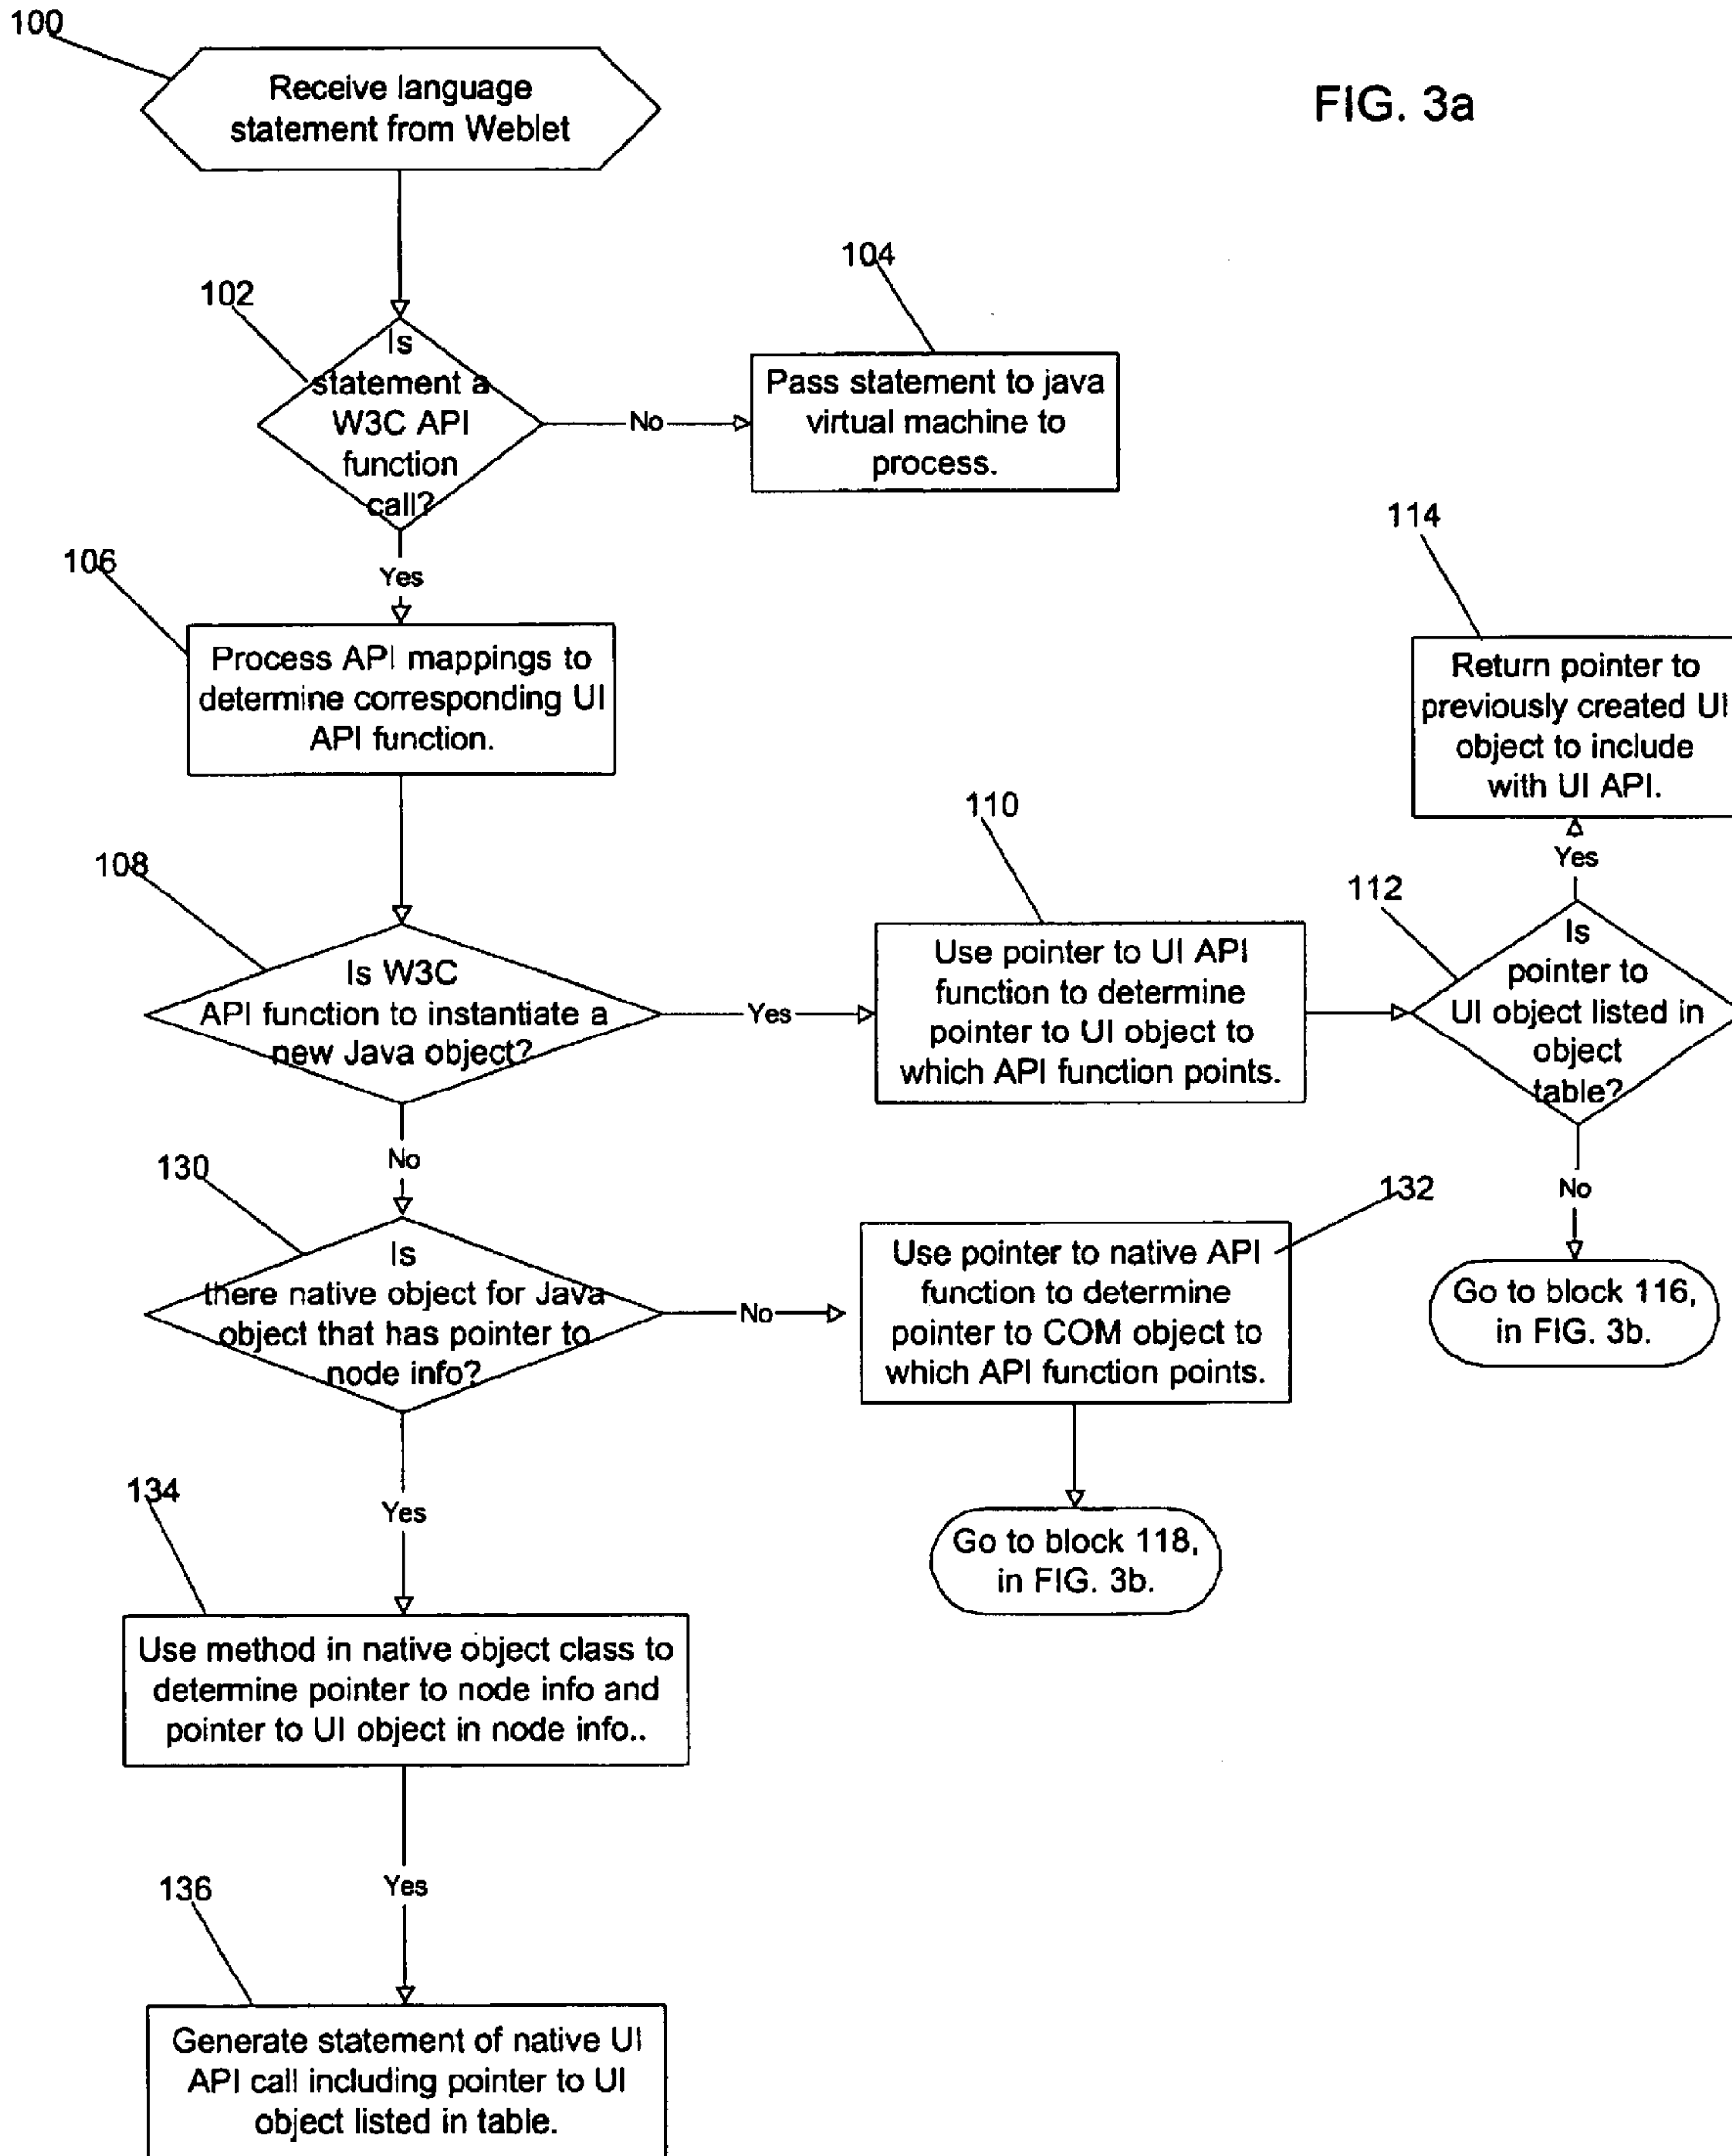 100
Receive language
statement from Weblet
FIG. 3a
102
Is
statement a
W3C API
function
call?
No
104
Pass statement to java
virtual machine to
process.
Yes
106
Process API mappings to
determine corresponding UI
API function.
108
Is W3C
API function to instantiate a
new Java object?
Yes
110
Use pointer to UI API
function to determine
pointer to UI object to
which API function points.
112
Is
pointer to
UI object listed in
object
table?
Yes
114
Return pointer to
previously created UI
object to include
with UI API.
No
Go to block 116,
in FIG. 3b.
No
130
Is
there native object for Java
object that has pointer to
node info?
No
132
Use pointer to native API
function to determine
pointer to COM object to
which API function points.
Go to block 118,
in FIG. 3b.
Yes
134
Use method in native object class to
determine pointer to node info and
pointer to UI object in node info..
Yes
136
Generate statement of native UI
API call including pointer to UI
object listed in table.